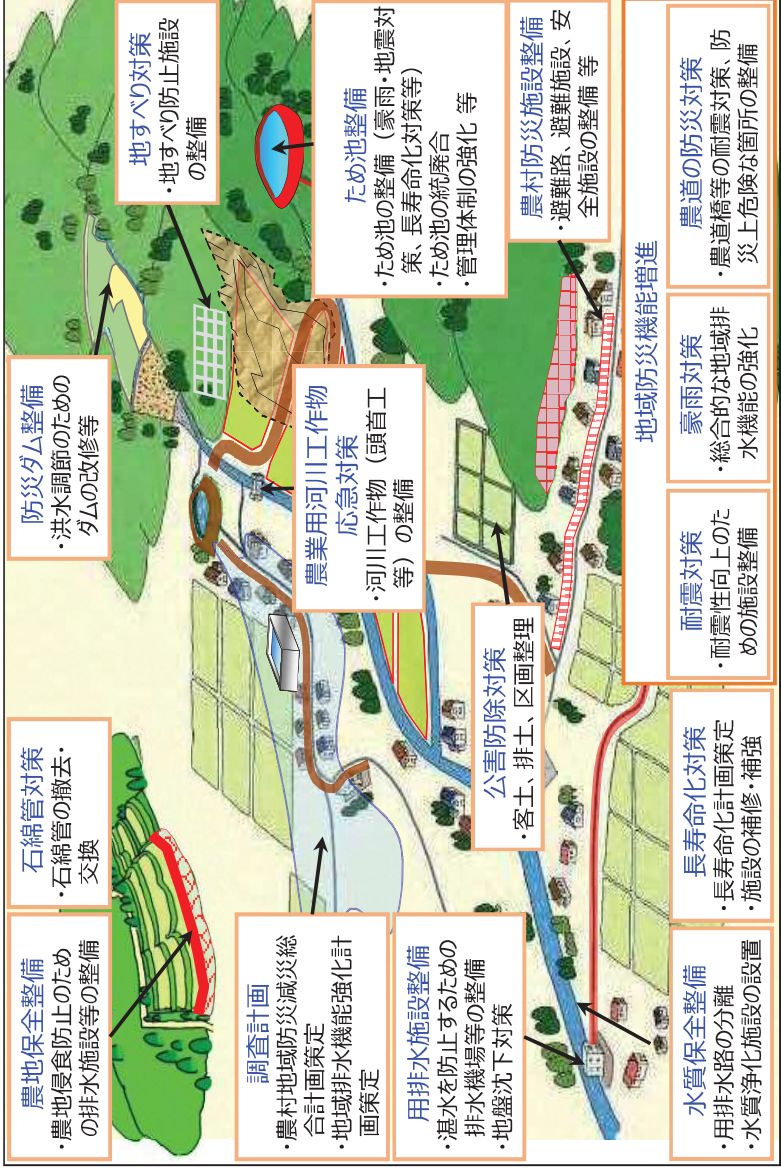 農地保全整備
・農地侵食防止のため
の排水施設等の整備
石綿管対策
・石綿管の撤去・
交換
防災ダム整備
・洪水調節のための
ダムの改修等
地すべり対策
・地すべり防止施設
の整備
調査計画
・農村地域防災減災総
合計画策定
・地域排水機能強化計
画策定
農業用河川工作物
応急対策
・河川工作物（頭首工
等）の整備
ため池整備
・ため池の整備（豪雨・地震対
策、長寿命化対策等）
・ため池の統廃合
・管理体制の強化 等
用排水施設整備
・湛水を防止するための
排水機場等の整備
・地盤沈下対策
公害防除対策
・客土、排土、区画整理
農村防災施設整備
・避難路、避難施設、安
全施設の整備 等
水質保全整備
・用排水路の分離
・水質浄化施設の設置
長寿命化対策
・長寿命化計画策定
・施設の補修・補強
地域防災機能増進
耐震対策
・耐震性向上のた
めの施設整備
豪雨対策
・総合的な地域排
水機能の強化
農道の防災対策
・農道橋等の耐震対策、防
災上危険な箇所の整備